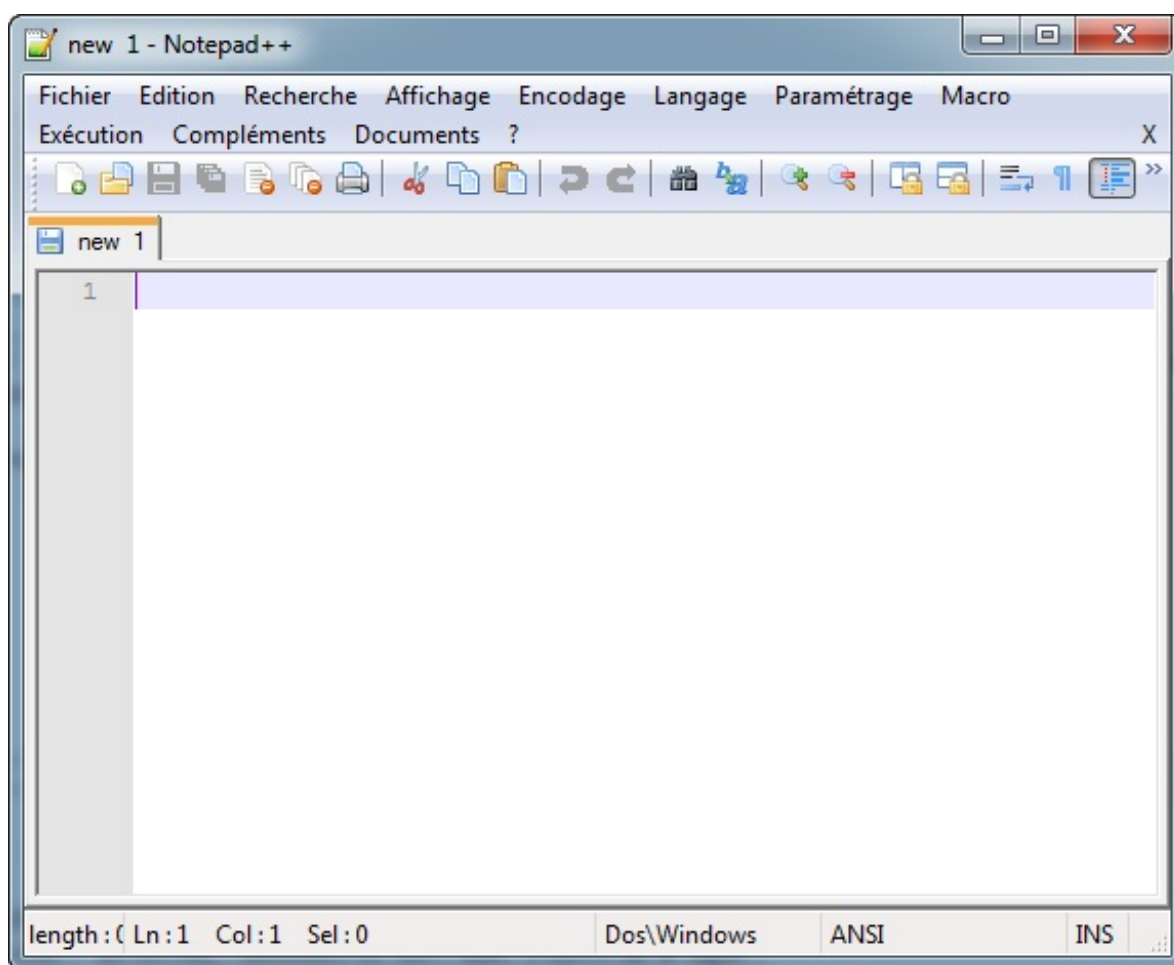 new  1 - Notepad++
Fichier Edition Recherche Affichage Encodage Langage Paramétrage Macro
Exécution Compléments Documents ? X
»
new 1
1
length : Ln : 1 Col : 1 Sel : 0 Dos\Windows ANSI INS